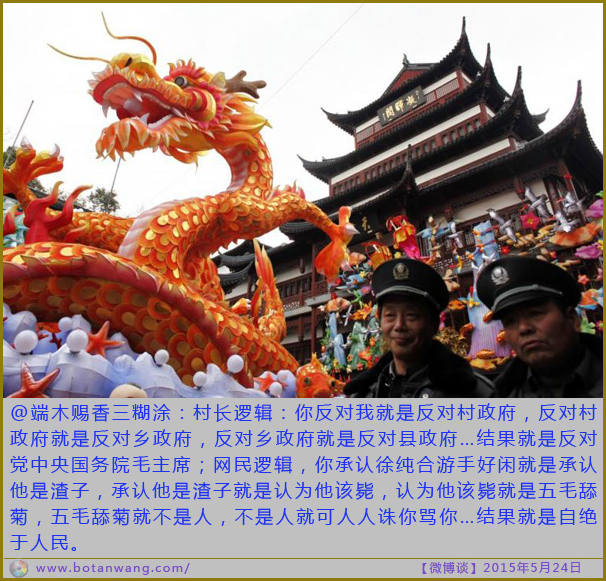 凝暉閣
@端木赐香三糊涂：村长逻辑：你反对我就是反对村政府，反对村
政府就是反对乡政府，反对乡政府就是反对县政府...结果就是反对
党中央国务院毛主席；网民逻辑，你承认徐纯合游手好闲就是承认
他是渣子，承认他是渣子就是认为他该毙，认为他该毙就是五毛舔
菊，五毛舔菊就不是人，不是人就可人人诛你骂你...结果就是自绝
于人民。
www.botanwang.com/
【微博谈】2015年5月24日